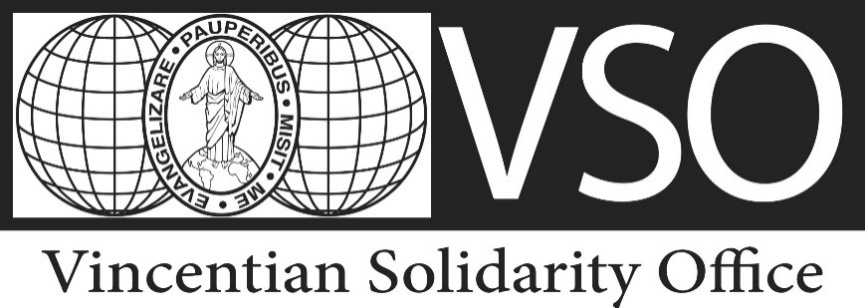 EVANGELIZARE • PAUPERIBUS • MISIT • ME •
VSO
Vincentian Solidarity Office